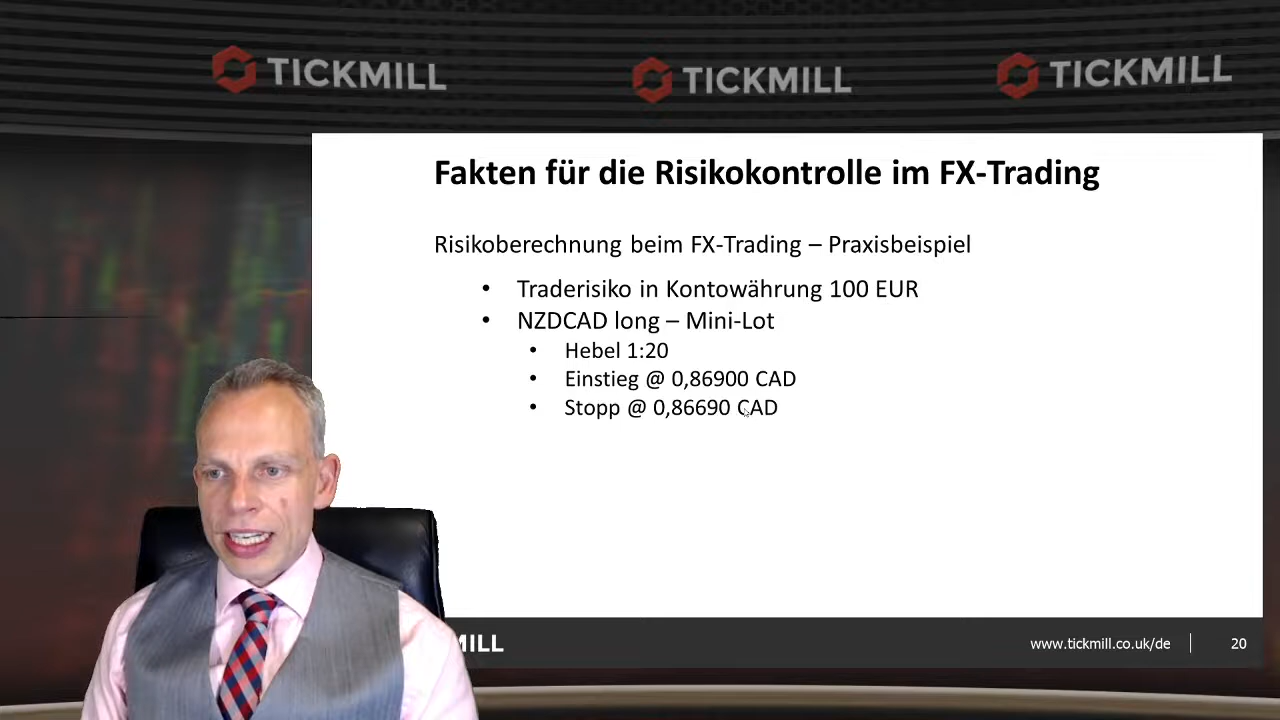 TICKMILL TICKMILL TICKMILL
Fakten für die Risikokontrolle im FX-Trading
Risikoberechnung beim FX-Trading – Praxisbeispiel
• Traderisiko in Kontowährung 100 EUR
• NZDCAD long – Mini-Lot
• Hebel 1:20
• Einstieg @ 0,86900 CAD
• Stopp @ 0,86690 CAD
MILL www.tickmill.co.uk/de | 20